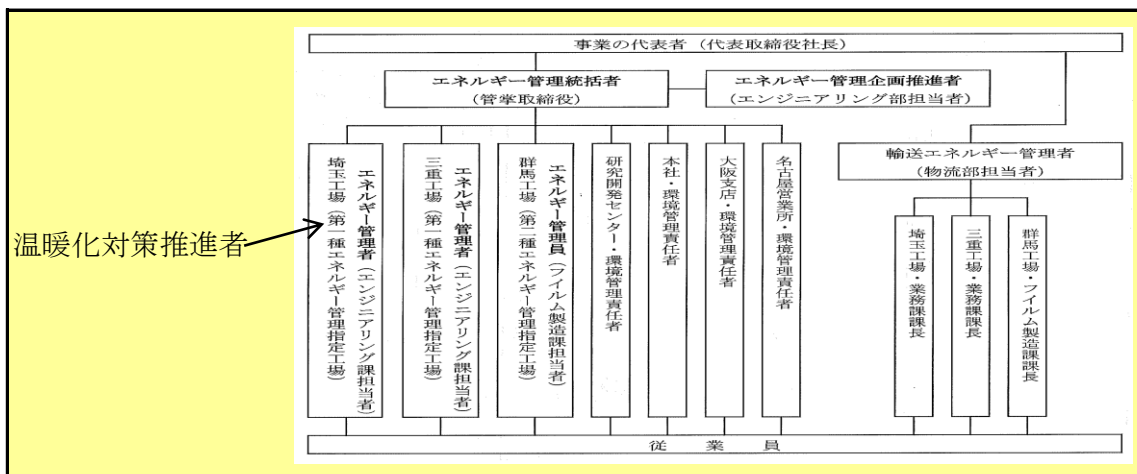 事業の代表者（代表取締役社長）
エネルギー管理統括者
（管掌取締役）
エネルギー管理企画推進者
（エンジニアリング部担当者）
輸送エネルギー管理者
（物流部担当者）
温暖化対策推進者
エネルギー管理者（エンジニアリング課担当者）
埼玉工場（第一種エネルギー管理指定工場）
エネルギー管理者（エンジニアリング課担当者）
三重工場（第一種エネルギー管理指定工場）
エネルギー管理員（フイルム製造課担当者）
群馬工場（第二種エネルギー管理指定工場）
研究開発センター・環境管理責任者
本社・環境管理責任者
大阪支店・環境管理責任者
名古屋営業所・環境管理責任者
埼玉工場・業務課課長
三重工場・業務課課長
群馬工場・フイルム製造課課長
従業員